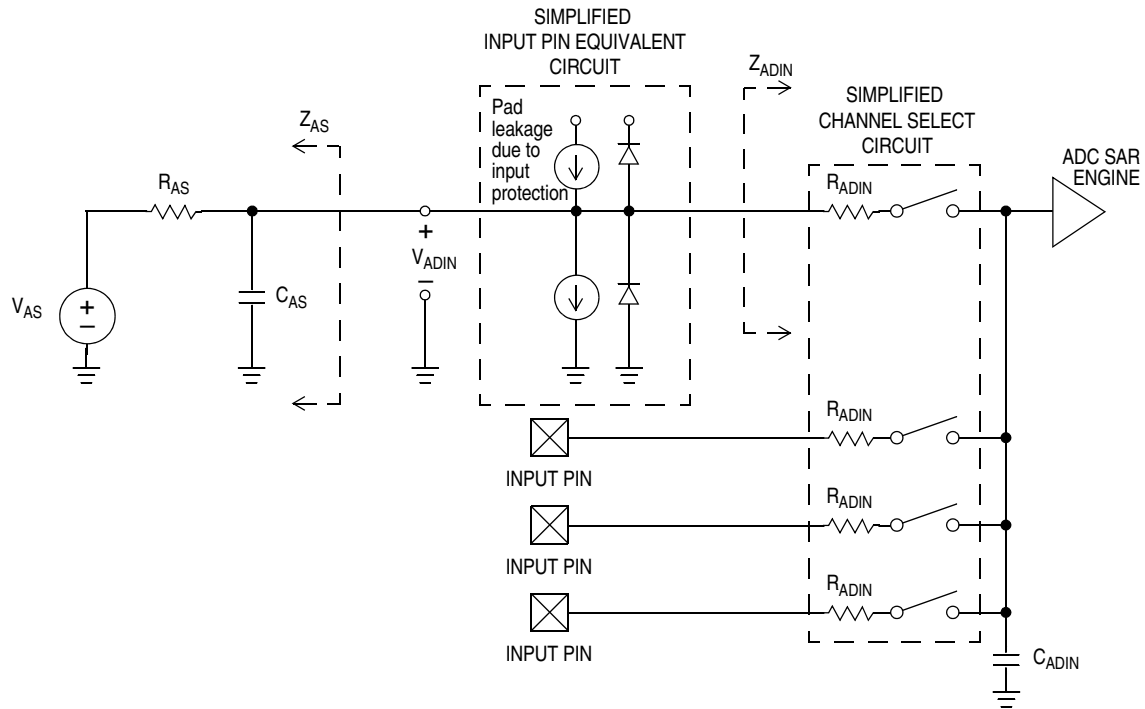 SIMPLIFIED
INPUT PIN EQUIVALENT
CIRCUIT
Z_ADIN
SIMPLIFIED
CHANNEL SELECT
CIRCUIT
Pad
leakage
due to
input
protection
Z_AS
R_AS
R_ADIN
ADC SAR
ENGINE
+
V_ADIN
–
V_AS
+
–
C_AS
R_ADIN
INPUT PIN
R_ADIN
INPUT PIN
R_ADIN
INPUT PIN
C_ADIN